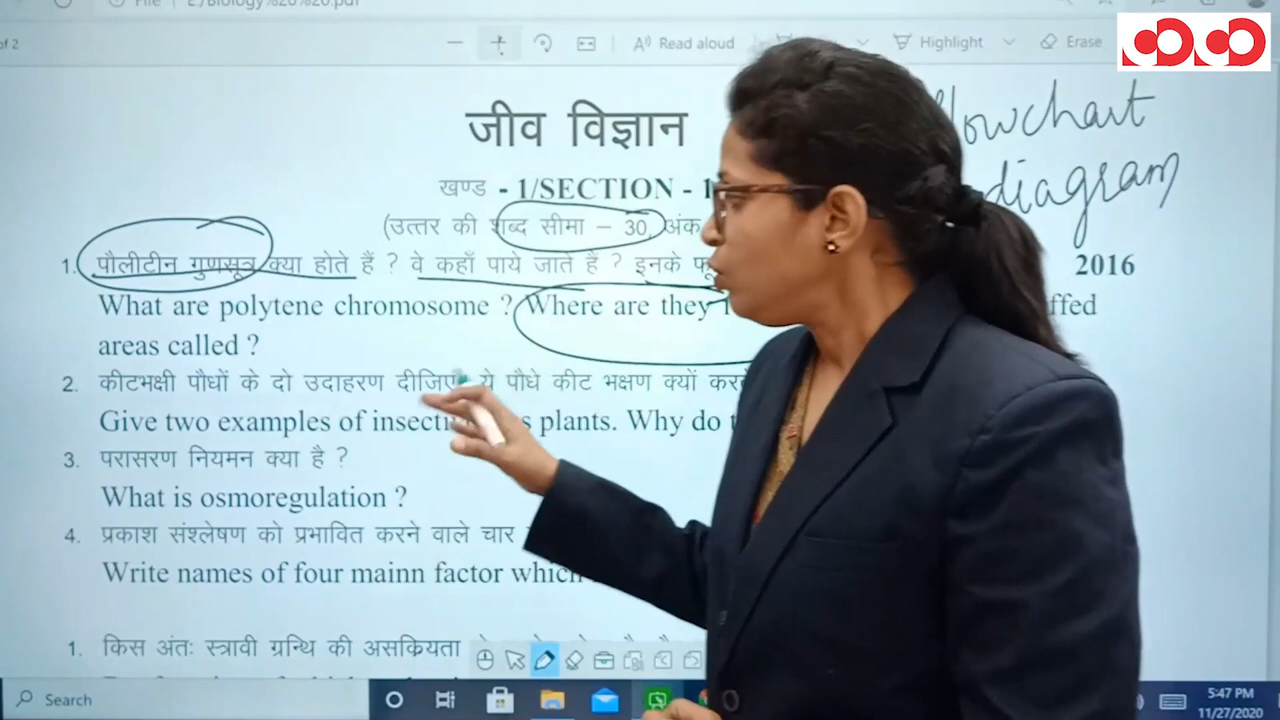 File E:/Biology%20%20.pdf
of 2
Read aloud Highlight Erase
जीव विज्ञान
flowchart
diagram
खण्ड - 1/SECTION - 1
(उत्तर की शब्द सीमा – 30, अंक
1. पौलीटीन गुणसूत्र क्या होते हैं ? वे कहाँ पाये जाते हैं ? इनके 2016
What are polytene chromosome ? Where are they
areas called ?
2. कीटभक्षी पौधों के दो उदाहरण दीजिए ये पौधे कीट भक्षण क्यों
Give two examples of plants. Why do
3. परासरण नियमन क्या है ?
What is osmoregulation ?
4. प्रकाश संश्लेषण को प्रभावित करने वाले चार
Write names of four mainn factor which
1. किस अंतः स्त्रावी ग्रन्थि की असक्रियता
Search
5:47 PM
11/27/2020